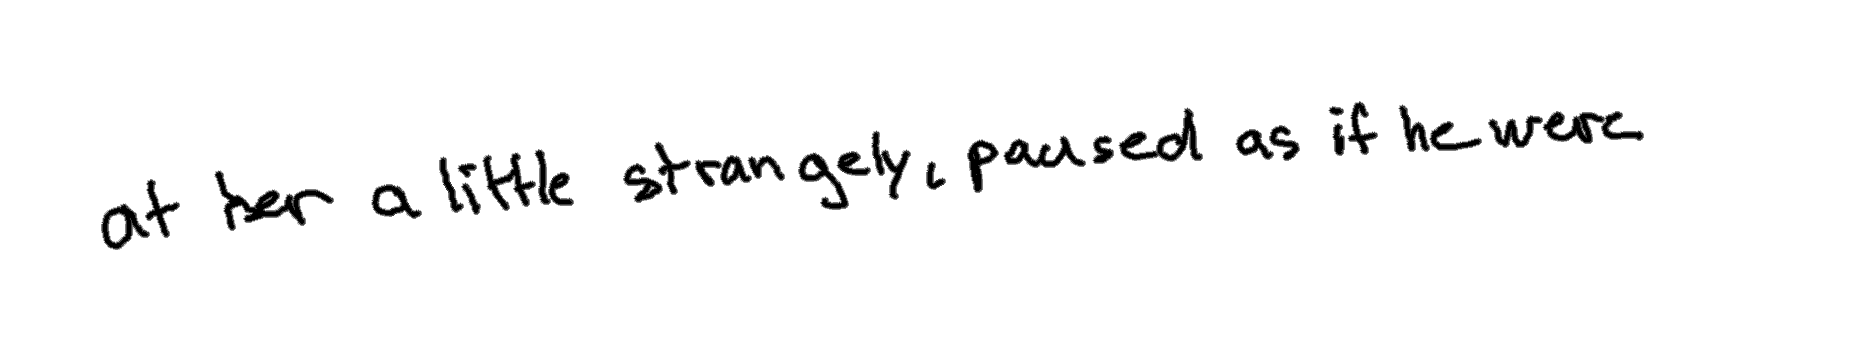 at her a little strangely, paused as if he were